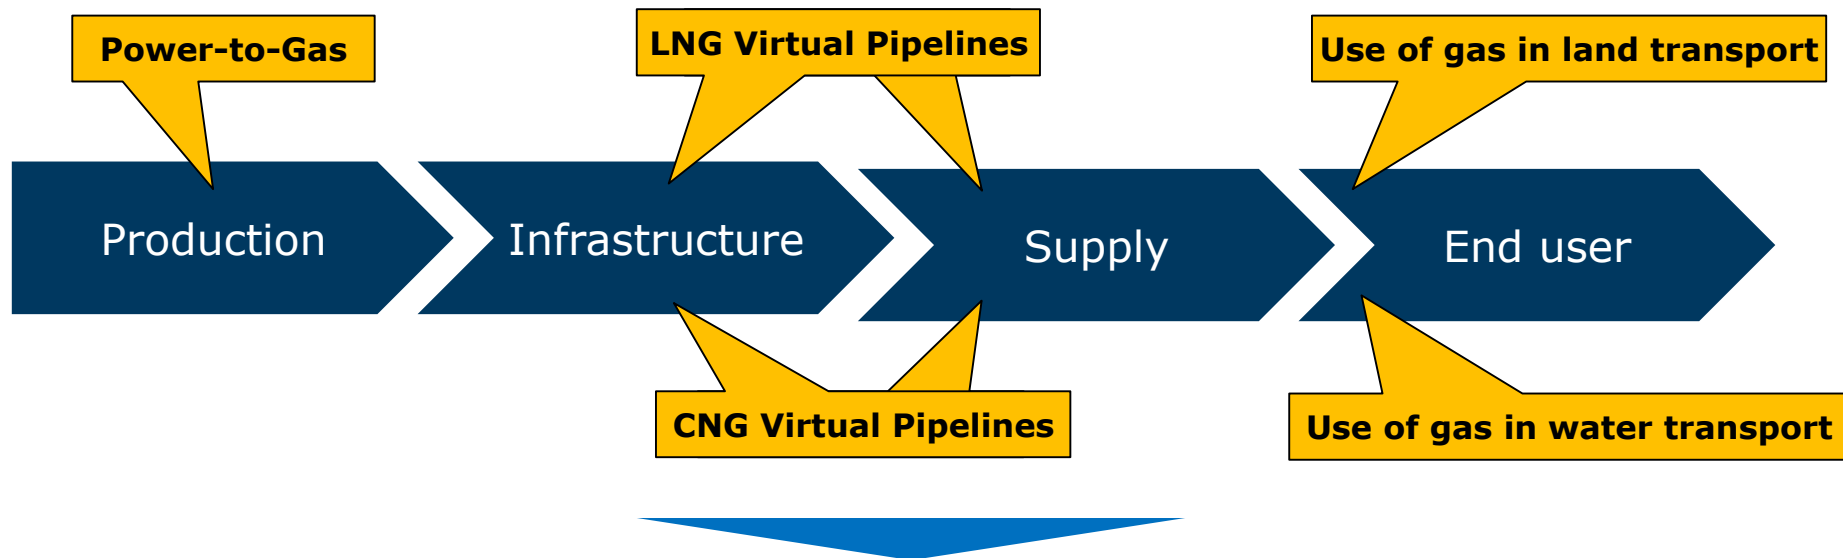 Power-to-Gas
LNG Virtual Pipelines
Use of gas in land transport
Production
Infrastructure
Supply
End user
CNG Virtual Pipelines
Use of gas in water transport